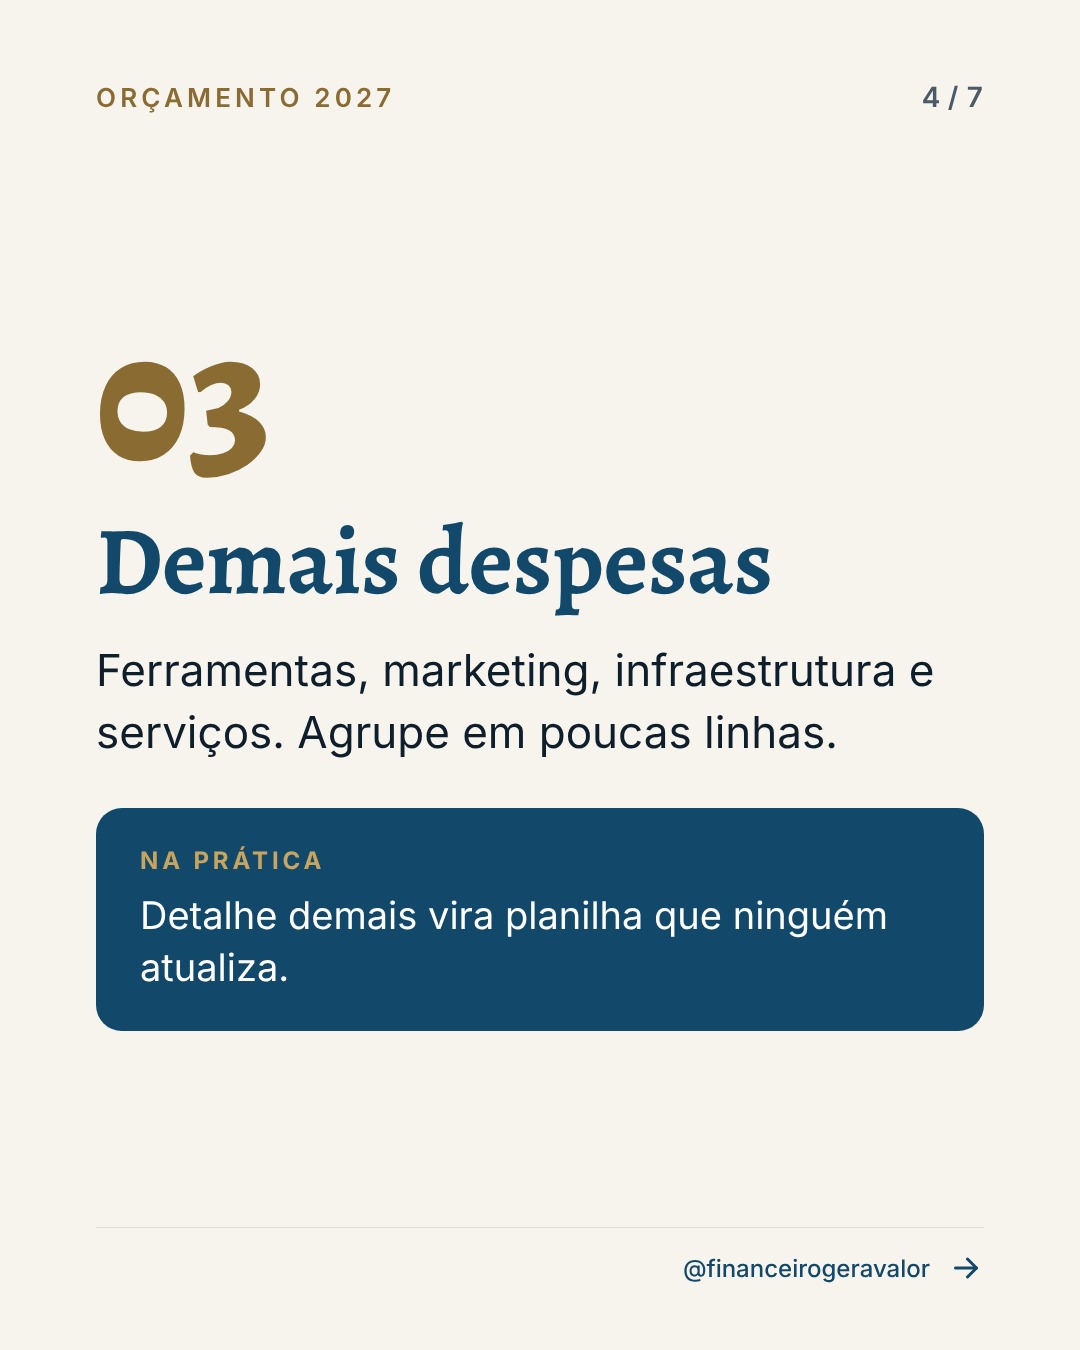 ORÇAMENTO 2027
4 / 7
03
Demais despesas
Ferramentas, marketing, infraestrutura e
serviços. Agrupe em poucas linhas.
NA PRÁTICA
Detalhe demais vira planilha que ninguém
atualiza.
@financeirogeravalor →